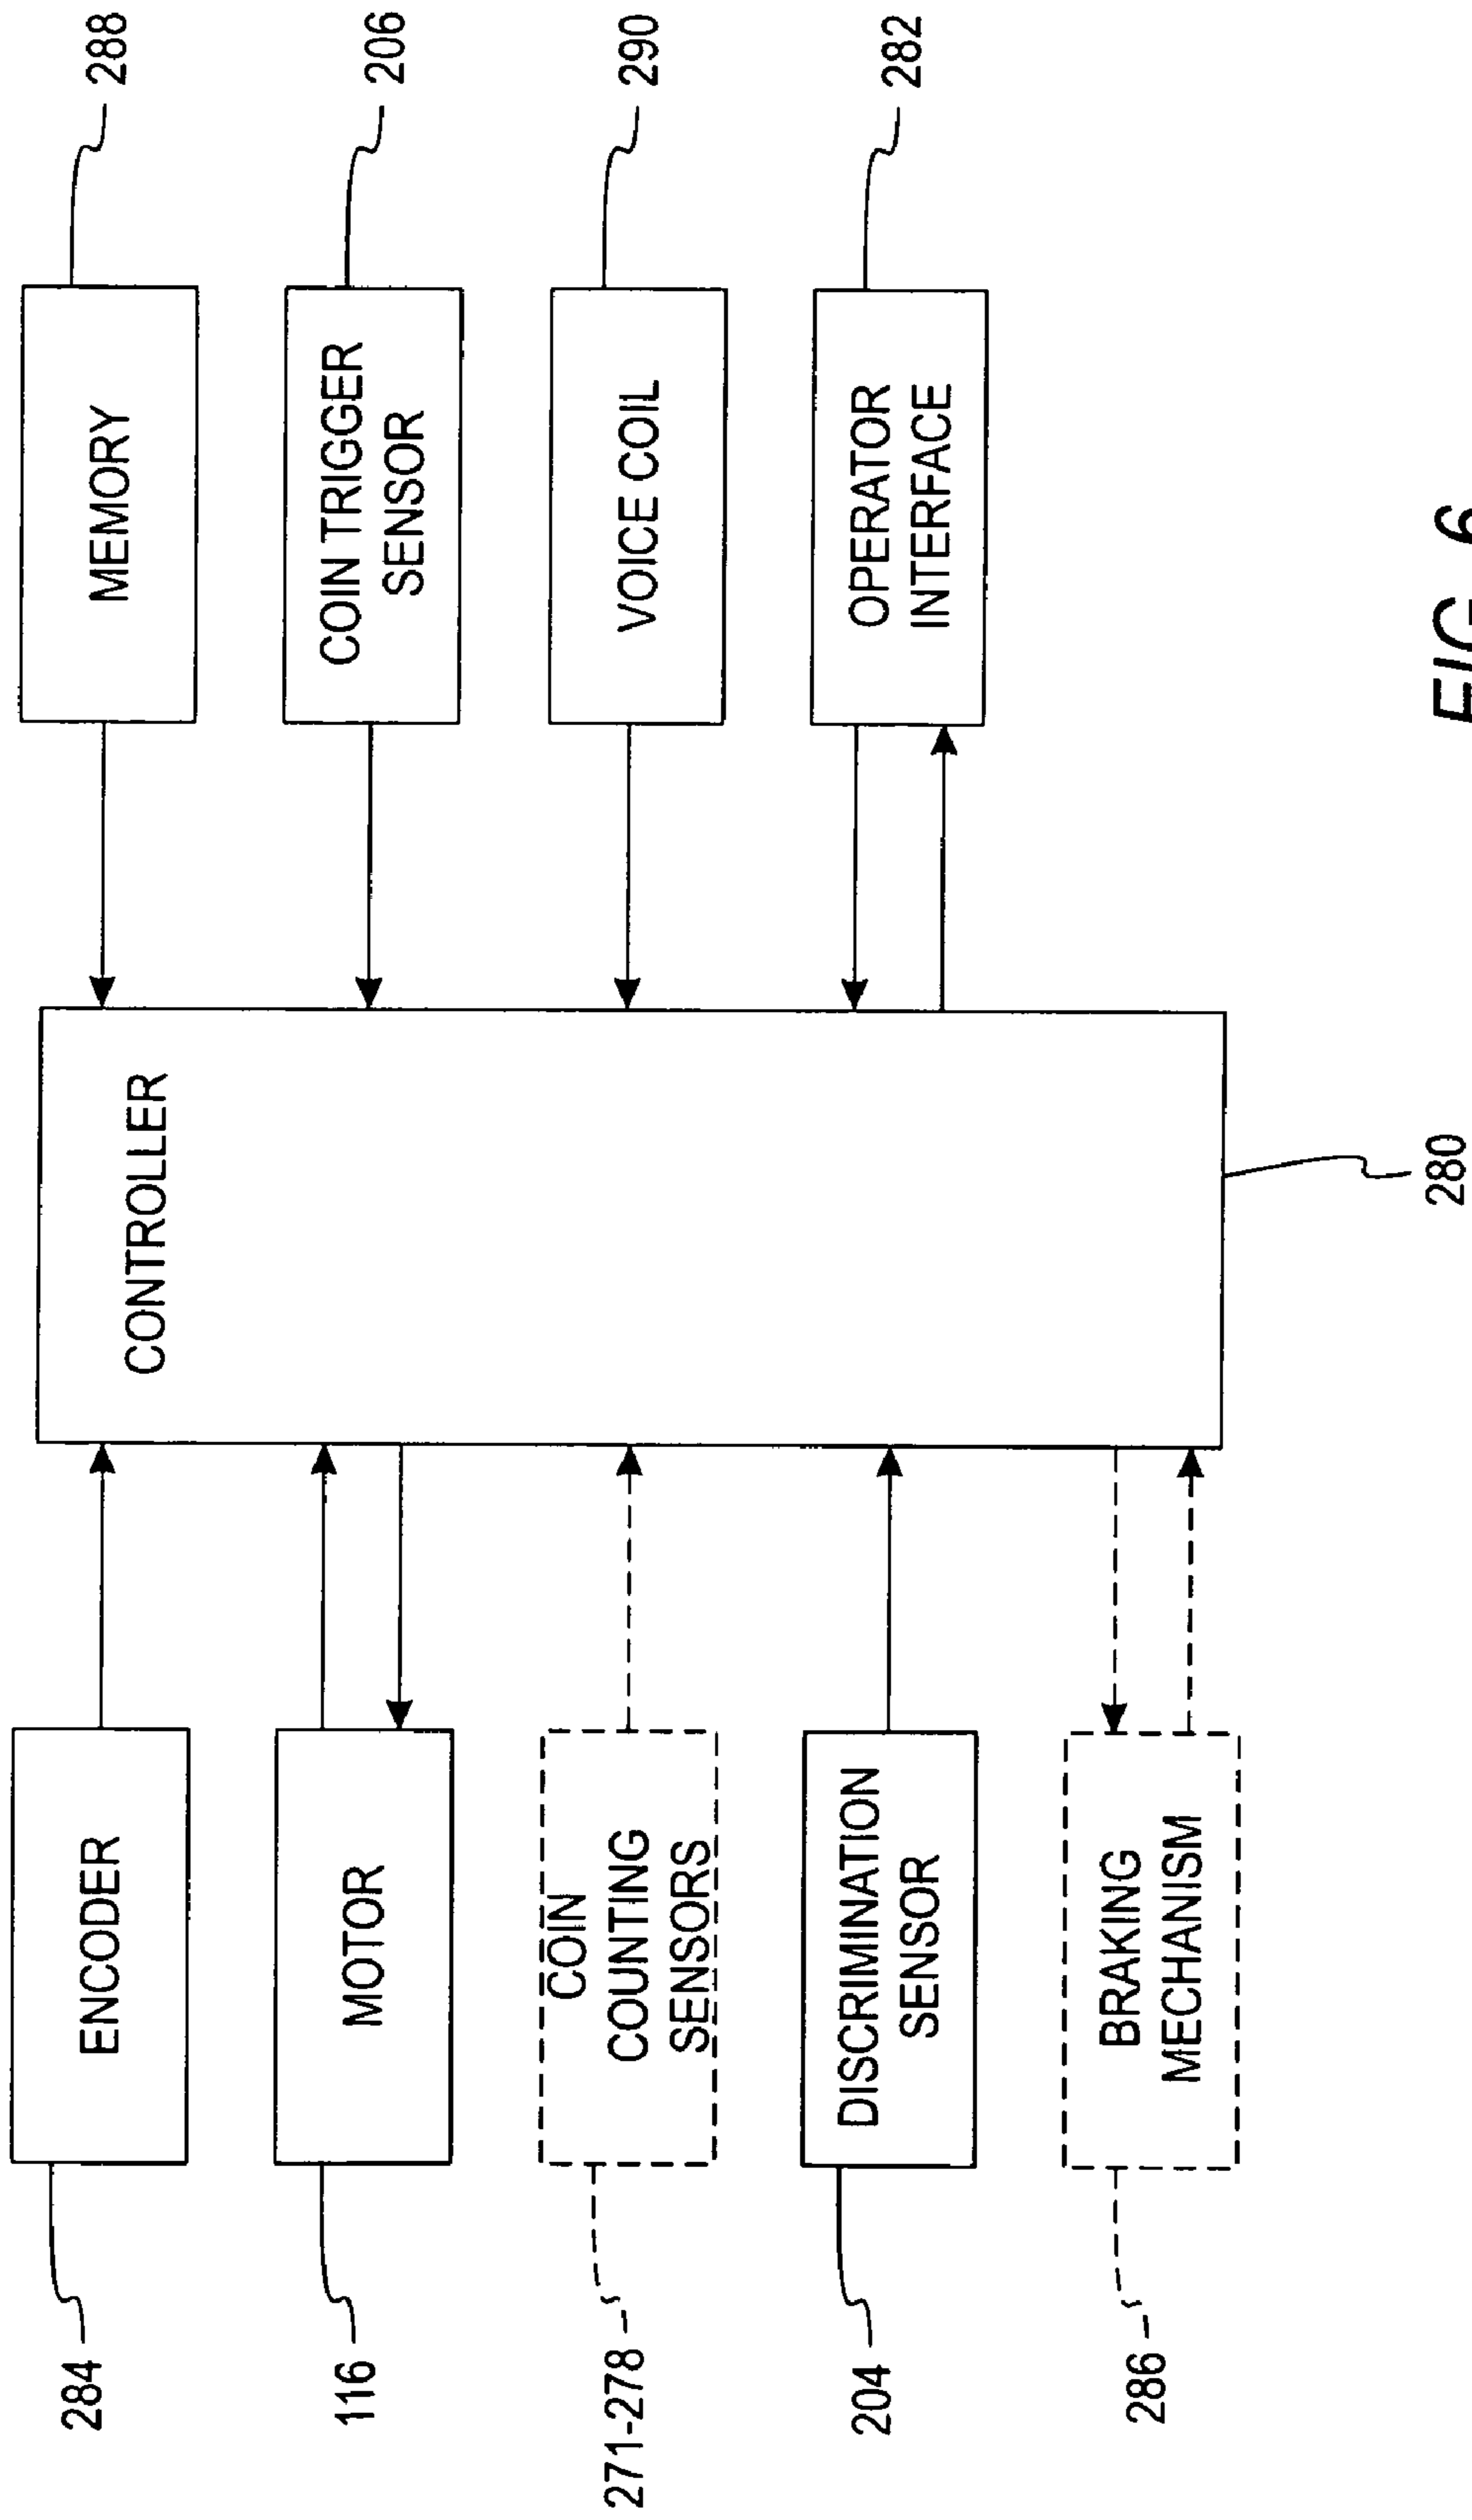 284
ENCODER
CONTROLLER
MEMORY
288
116
MOTOR
COIN TRIGGER
SENSOR
206
271-278
COIN
COUNTING
SENSORS
VOICE COIL
290
204
DISCRIMINATION
SENSOR
OPERATOR
INTERFACE
282
286
BRAKING
MECHANISM
280
FIG. 6